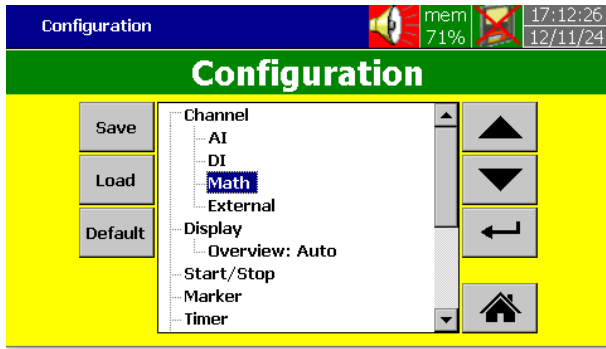 Configuration
mem
71%
17:12:26
12/11/24
Configuration
Save
Load
Default
Channel
AI
DI
Math
External
Display
Overview: Auto
Start/Stop
Marker
Timer